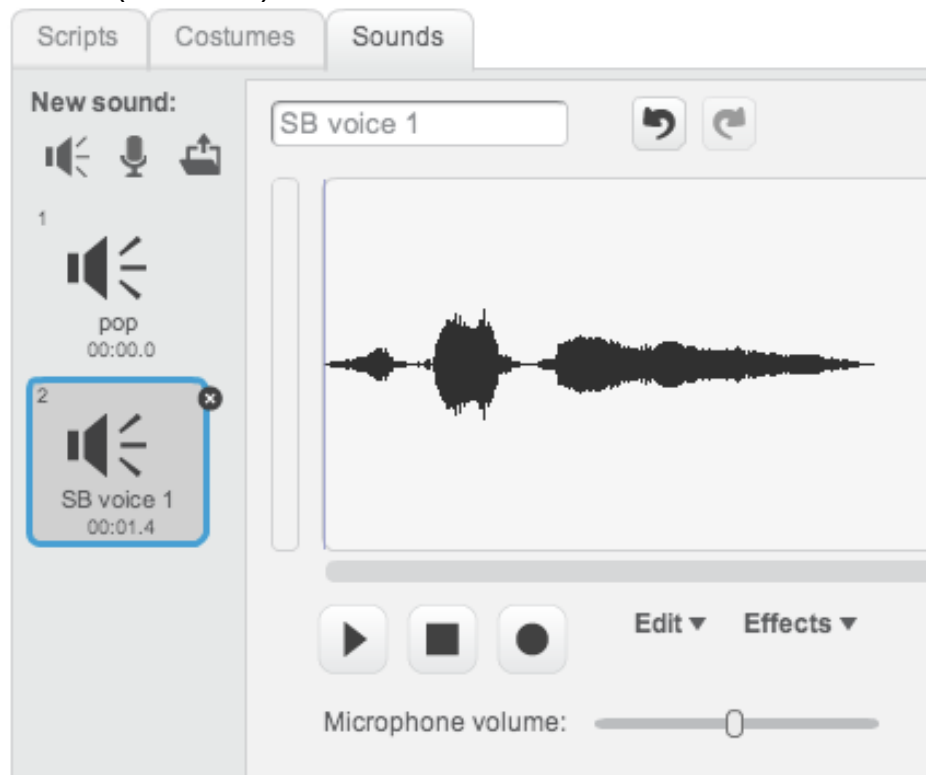 Scripts Costumes Sounds
New sound:
SB voice 1
1
pop
00:00.0
2
SB voice 1
00:01.4
Edit Effects
Microphone volume: